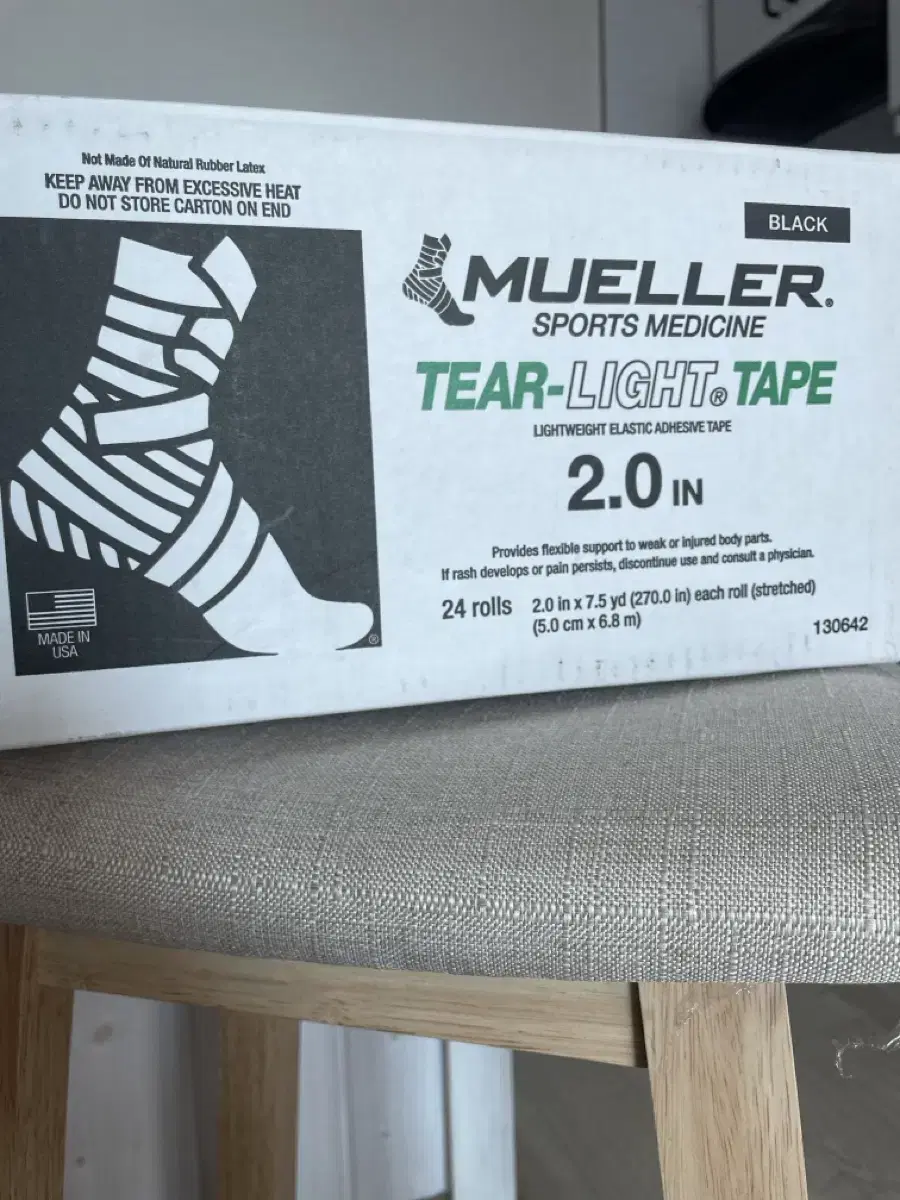 Not Made Of Natural Rubber Latex
KEEP AWAY FROM EXCESSIVE HEAT
DO NOT STORE CARTON ON END
MADE IN
USA
®
BLACK
MUELLER®
SPORTS MEDICINE
TEAR-LIGHT® TAPE
LIGHTWEIGHT ELASTIC ADHESIVE TAPE
2.0 IN
Provides flexible support to weak or injured body parts.
If rash develops or pain persists, discontinue use and consult a physician.
24 rolls 2.0 in x 7.5 yd (270.0 in) each roll (stretched)
(5.0 cm x 6.8 m)
130642